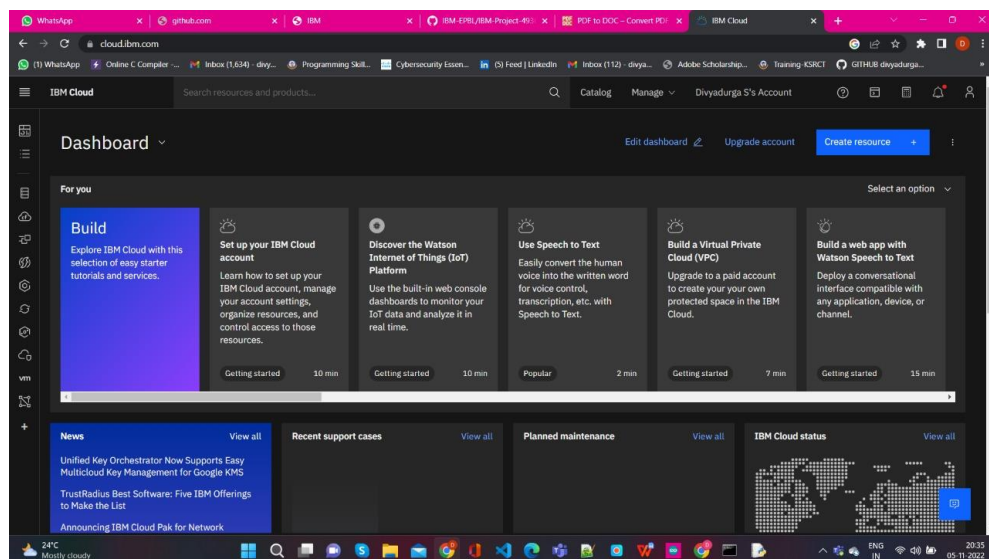 WhatsApp
github.com
IBM
IBM-EPBL/IBM-Project-493
PDF to DOC – Convert PDF
IBM Cloud
cloud.ibm.com
(1) WhatsApp
Online C Compiler -...
Inbox (1,634) - divy...
Programming Skill...
Cybersecurity Essen...
(5) Feed | LinkedIn
Inbox (112) - divya...
Adobe Scholarship...
Training-KSRCT
GITHUB divyadurga...
IBM Cloud
Search resources and products...
Catalog
Manage
Divyadurga S's Account
Dashboard
Edit dashboard
Upgrade account
Create resource +
For you
Select an option
Build
Explore IBM Cloud with this
selection of easy starter
tutorials and services.
Set up your IBM Cloud
account
Learn how to set up your
IBM Cloud account, manage
your account settings,
organize resources, and
control access to those
resources.
Getting started
10 min
Discover the Watson
Internet of Things (IoT)
Platform
Use the built-in web console
dashboards to monitor your
IoT data and analyze it in
real time.
Getting started
10 min
Use Speech to Text
Easily convert the human
voice into the written word
for voice control,
transcription, etc. with
Speech to Text.
Popular
2 min
Build a Virtual Private
Cloud (VPC)
Upgrade to a paid account
to create your your own
protected space in the IBM
Cloud.
Getting started
7 min
Build a web app with
Watson Speech to Text
Deploy a conversational
interface compatible with
any application, device, or
channel.
Getting started
15 min
vm
News
View all
Unified Key Orchestrator Now Supports Easy
Multicloud Key Management for Google KMS
TrustRadius Best Software: Five IBM Offerings
to Make the List
Announcing IBM Cloud Pak for Network
Recent support cases
View all
Planned maintenance
View all
IBM Cloud status
View all
24°C
Mostly cloudy
ENG
IN
20:35
05-11-2022